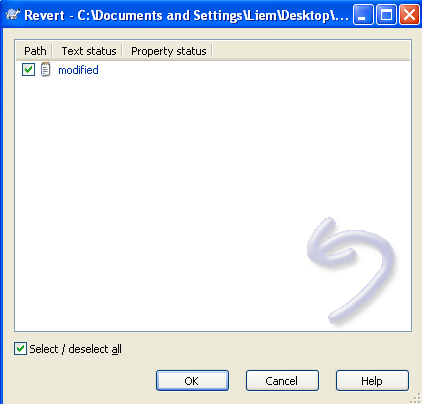 Revert - C:\Documents and Settings\Liem\Desktop\...
Path Text status Property status
modified
Select / deselect all
OK Cancel Help